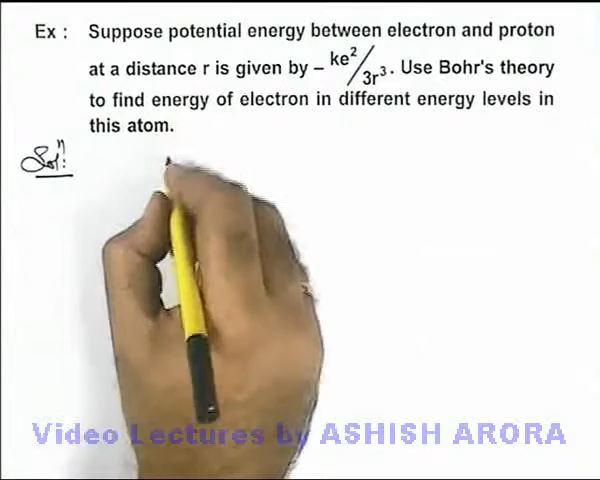 Ex : Suppose potential energy between electron and proton
at a distance r is given by – ke²/3r³. Use Bohr's theory
to find energy of electron in different energy levels in
this atom.
Solⁿ:
Video Lectures by ASHISH ARORA